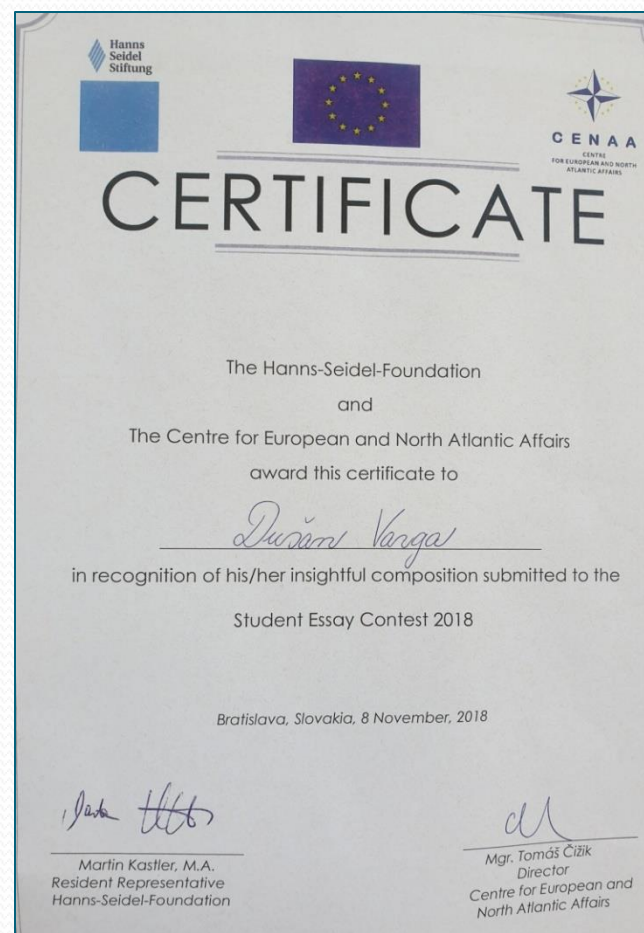 Hanns
Seidel
Stiftung
CENAA
CENTRE
FOR EUROPEAN AND NORTH
ATLANTIC AFFAIRS
CERTIFICATE
The Hanns-Seidel-Foundation
and
The Centre for European and North Atlantic Affairs
award this certificate to
Dušan Varga
in recognition of his/her insightful composition submitted to the
Student Essay Contest 2018
Bratislava, Slovakia, 8 November, 2018
Martin Kastler, M.A.
Resident Representative
Hanns-Seidel-Foundation
Mgr. Tomáš Čižik
Director
Centre for European and
North Atlantic Affairs